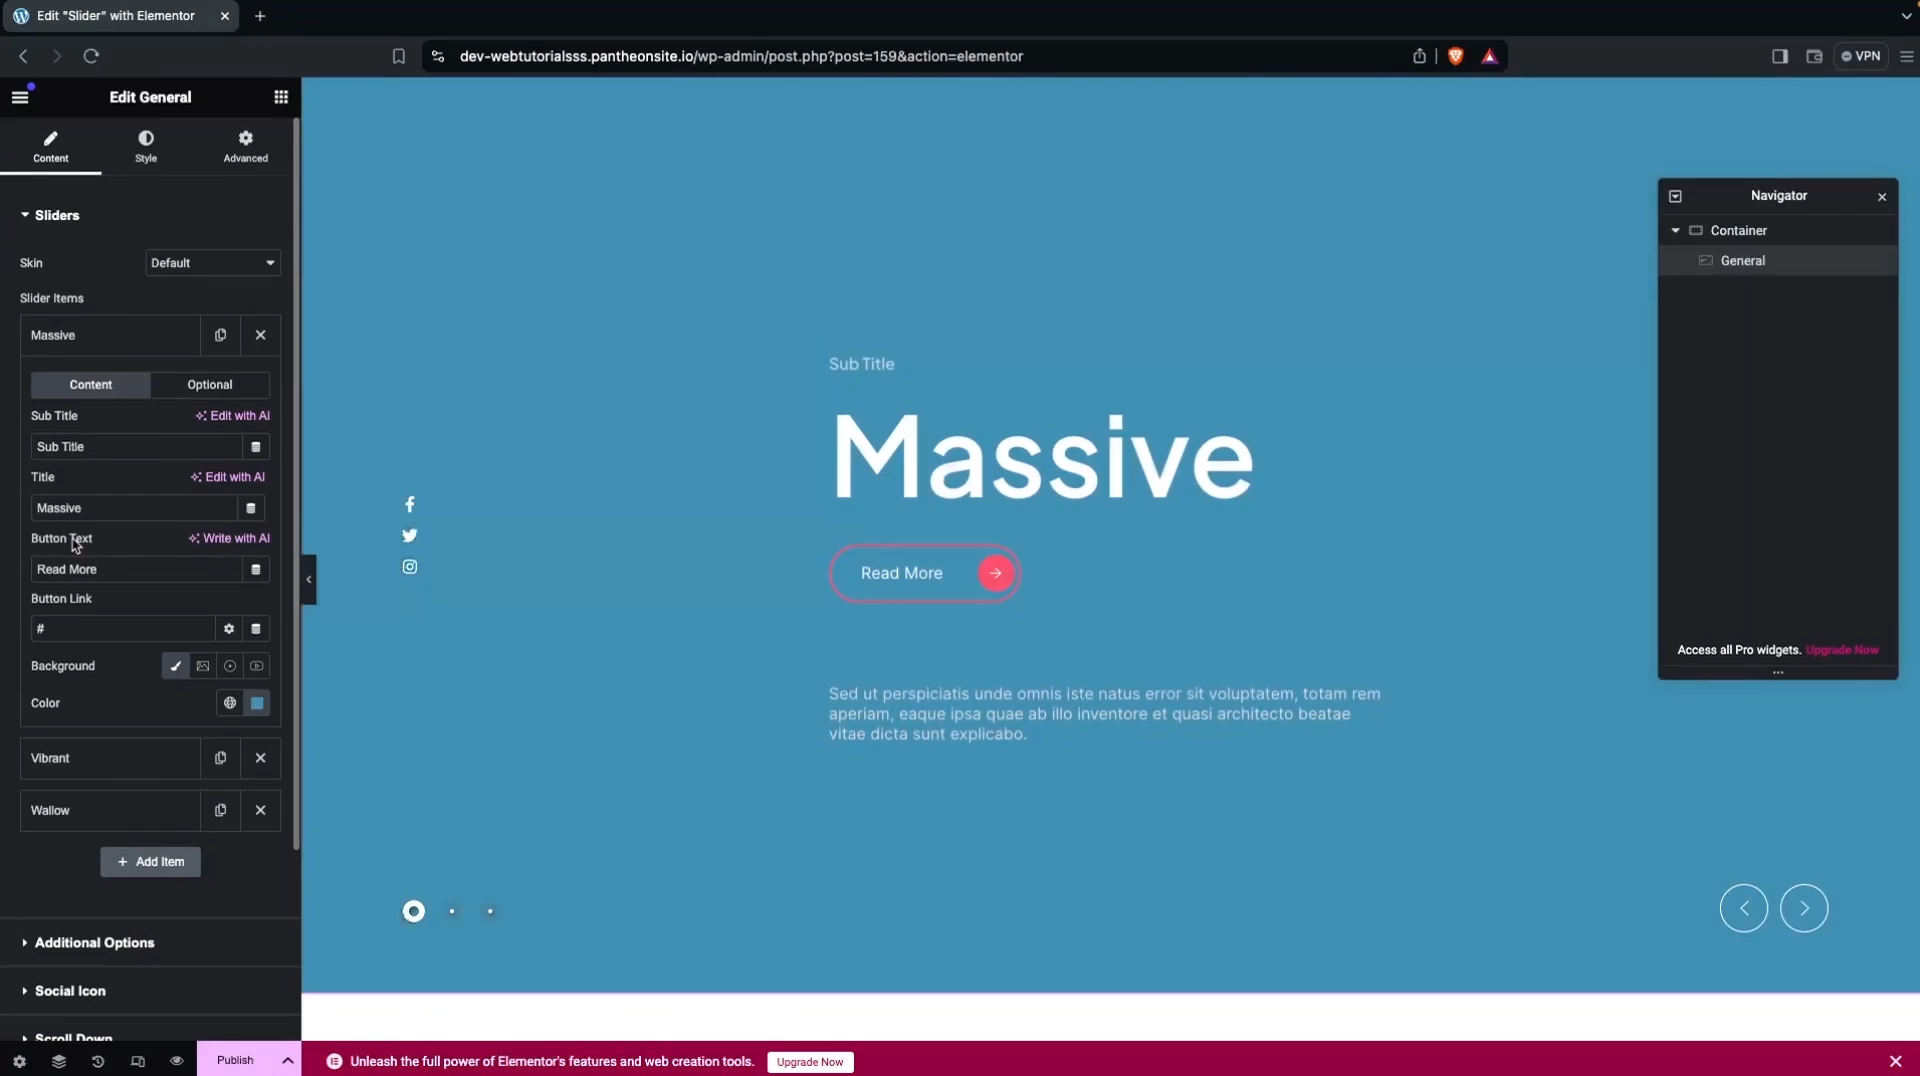 Edit "Slider" with Elementor
dev-webtutorialsss.pantheonsite.io/wp-admin/post.php?post=159&action=elementor
VPN
Edit General
Content
Style
Advanced
Sliders
Skin
Default
Slider Items
Massive
Content
Optional
Sub Title
Edit with AI
Sub Title
Title
Edit with AI
Massive
Button Text
Write with AI
Read More
Button Link
#
Background
Color
Vibrant
Wallow
+ Add Item
Additional Options
Social Icon
Scroll Down
Publish
Sub Title
Massive
Read More
Sed ut perspiciatis unde omnis iste natus error sit voluptatem, totam rem
aperiam, eaque ipsa quae ab illo inventore et quasi architecto beatae
vitae dicta sunt explicabo.
Navigator
Container
General
Access all Pro widgets. Upgrade Now
Unleash the full power of Elementor's features and web creation tools.
Upgrade Now